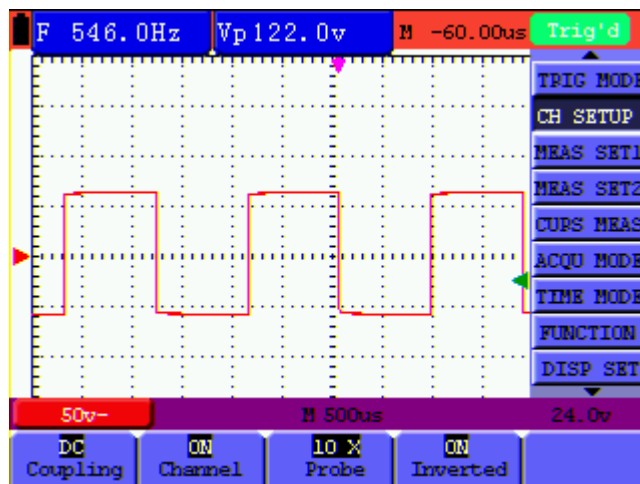 F 546.0Hz Vp122.0v M -60.00us Trig'd
TRIG MODE
CH SETUP
MEAS SET1
MEAS SET2
CURS MEAS
ACQU MODE
TIME MODE
FUNCTION
DISP SET
50v- M 500us 24.0v
DC ON 10 X ON
Coupling Channel Probe Inverted